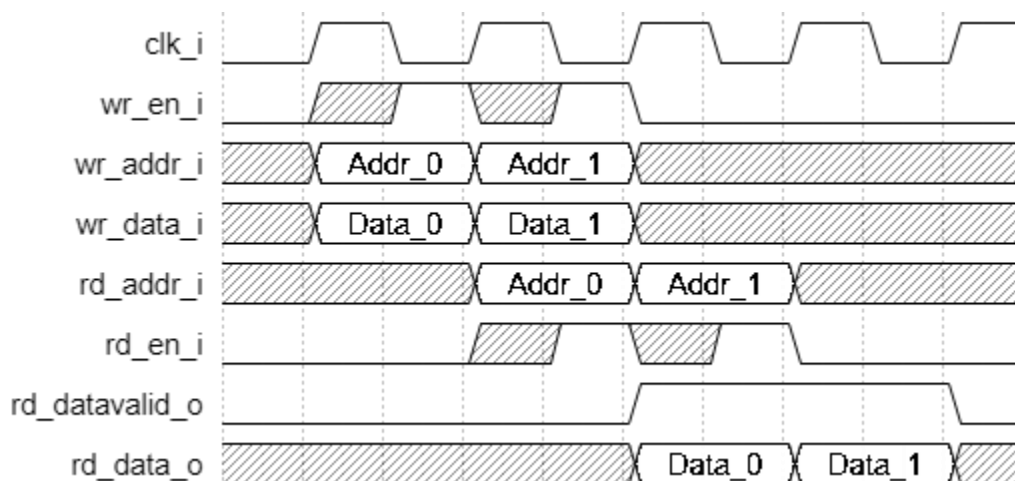 clk_i
wr_en_i
wr_addr_i Addr_0 Addr_1
wr_data_i Data_0 Data_1
rd_addr_i Addr_0 Addr_1
rd_en_i
rd_datavalid_o
rd_data_o Data_0 Data_1